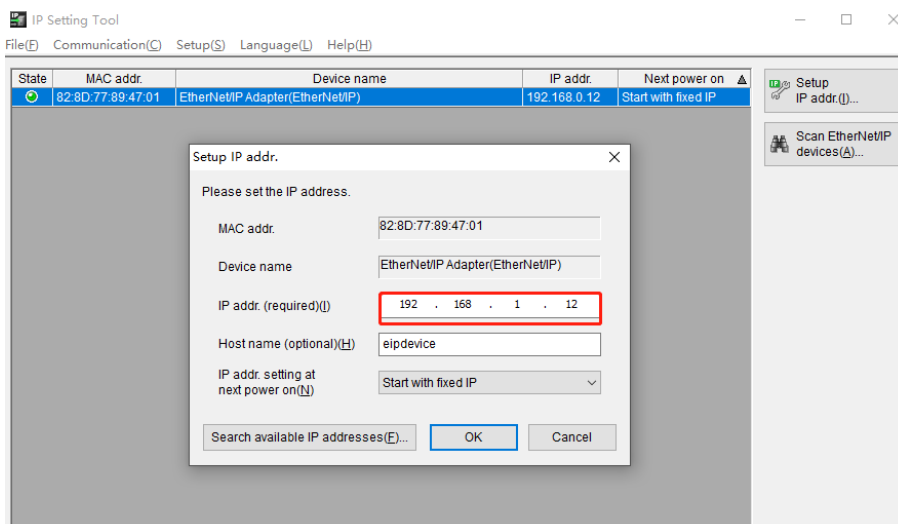 IP Setting Tool
File(F) Communication(C) Setup(S) Language(L) Help(H)
State MAC addr. Device name IP addr. Next power on
82:8D:77:89:47:01 EtherNet/IP Adapter(EtherNet/IP) 192.168.0.12 Start with fixed IP
Setup
IP addr.(I)...
Scan EtherNet/IP
devices(A)...
Setup IP addr.
Please set the IP address.
MAC addr. 82:8D:77:89:47:01
Device name EtherNet/IP Adapter(EtherNet/IP)
IP addr. (required)(I) 192 . 168 . 1 . 12
Host name (optional)(H) eipdevice
IP addr. setting at
next power on(N) Start with fixed IP
Search available IP addresses(F)... OK Cancel